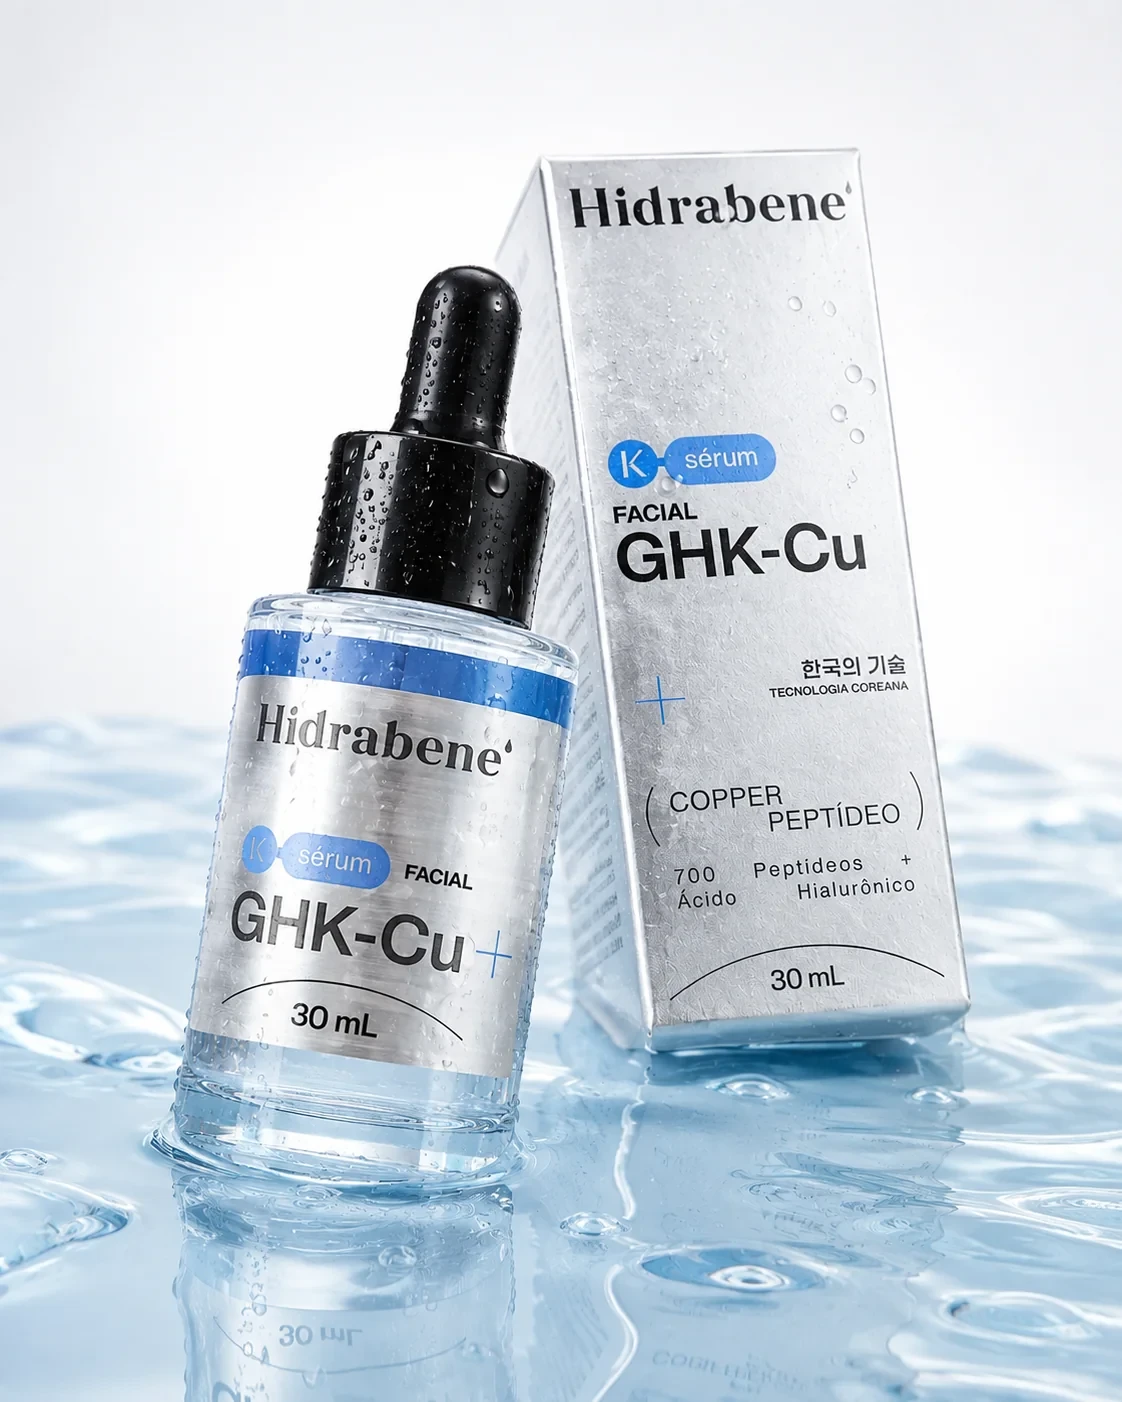 Hidrabene
K sérum
FACIAL
GHK-Cu
한국의 기술
TECNOLOGIA COREANA
(COPPER
PEPTÍDEO)
700 Peptídeos +
Ácido Hialurônico
30 mL
Hidrabene
K sérum FACIAL
GHK-Cu
30 mL
30 mL